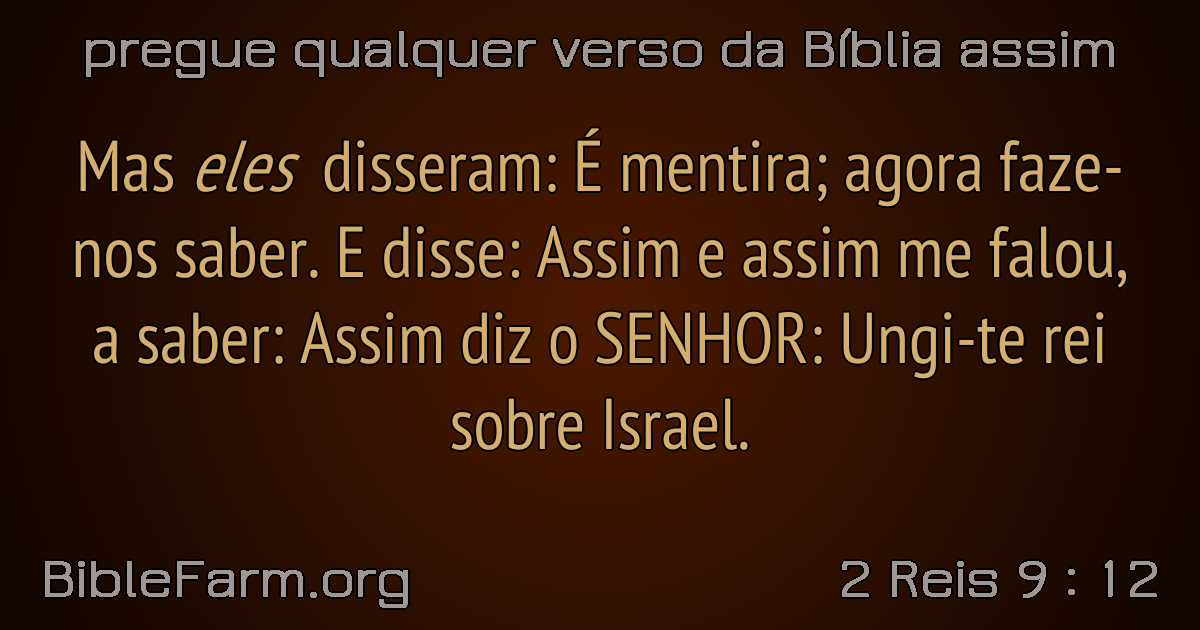 pregue qualquer verso da Bíblia assim
Mas eles disseram: É mentira; agora faze-
nos saber. E disse: Assim e assim me falou,
a saber: Assim diz o SENHOR: Ungi-te rei
sobre Israel.
BibleFarm.org
2 Reis 9 : 12